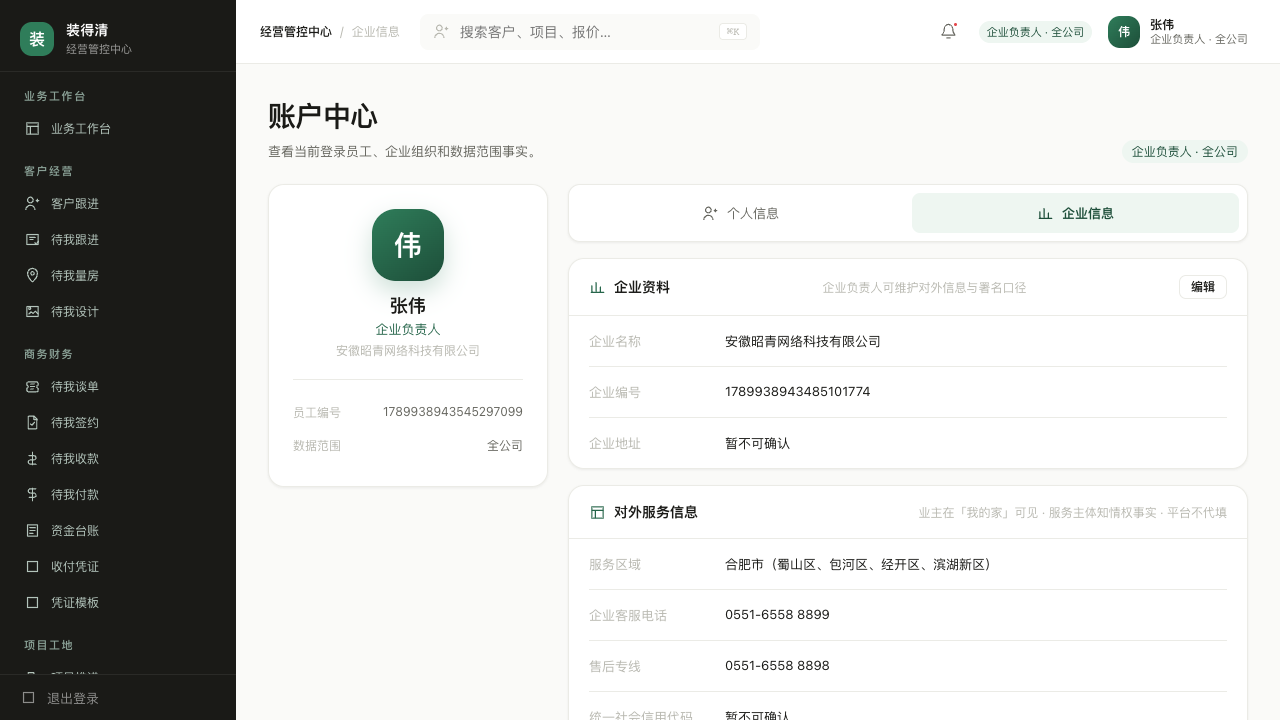 装
装得清
经营管控中心
业务工作台
业务工作台
客户经营
客户跟进
待我跟进
待我量房
待我设计
商务财务
待我谈单
待我签约
待我收款
待我付款
资金台账
收付凭证
凭证模板
项目工地
退出登录
经营管控中心 / 企业信息
搜索客户、项目、报价...
⌘K
企业负责人 · 全公司
伟
张伟
企业负责人 · 全公司
账户中心
查看当前登录员工、企业组织和数据范围事实。
企业负责人 · 全公司
伟
张伟
企业负责人
安徽昭青网络科技有限公司
员工编号 1789938943545297099
数据范围 全公司
个人信息
企业信息
企业资料
企业负责人可维护对外信息与署名口径
编辑
企业名称 安徽昭青网络科技有限公司
企业编号 1789938943485101774
企业地址 暂不可确认
对外服务信息
业主在「我的家」可见 · 服务主体知情权事实 · 平台不代填
服务区域 合肥市（蜀山区、包河区、经开区、滨湖新区）
企业客服电话 0551-6558 8899
售后专线 0551-6558 8898
统一社会信用代码 暂不可确认